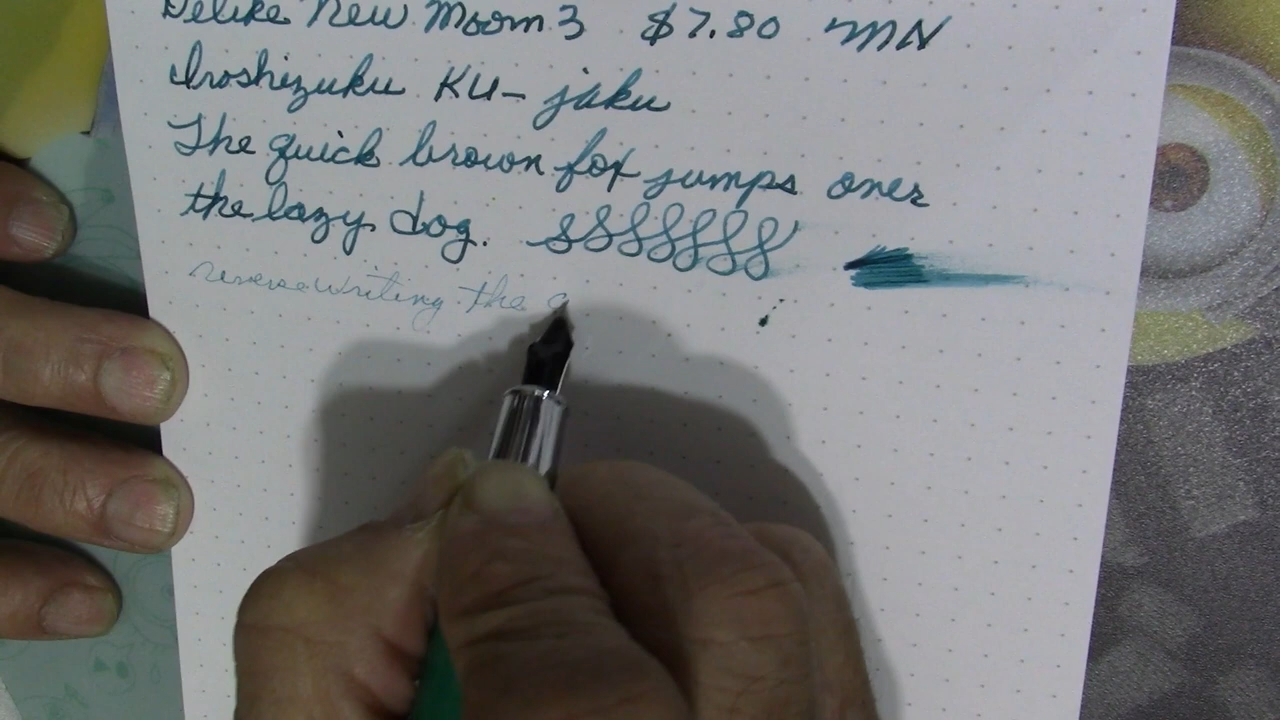 Delike New Moon 3 $7.80 MN
Iroshizuku KU-jaku
The quick brown fox jumps over
the lazy dog. sssssss
reverse writing the q